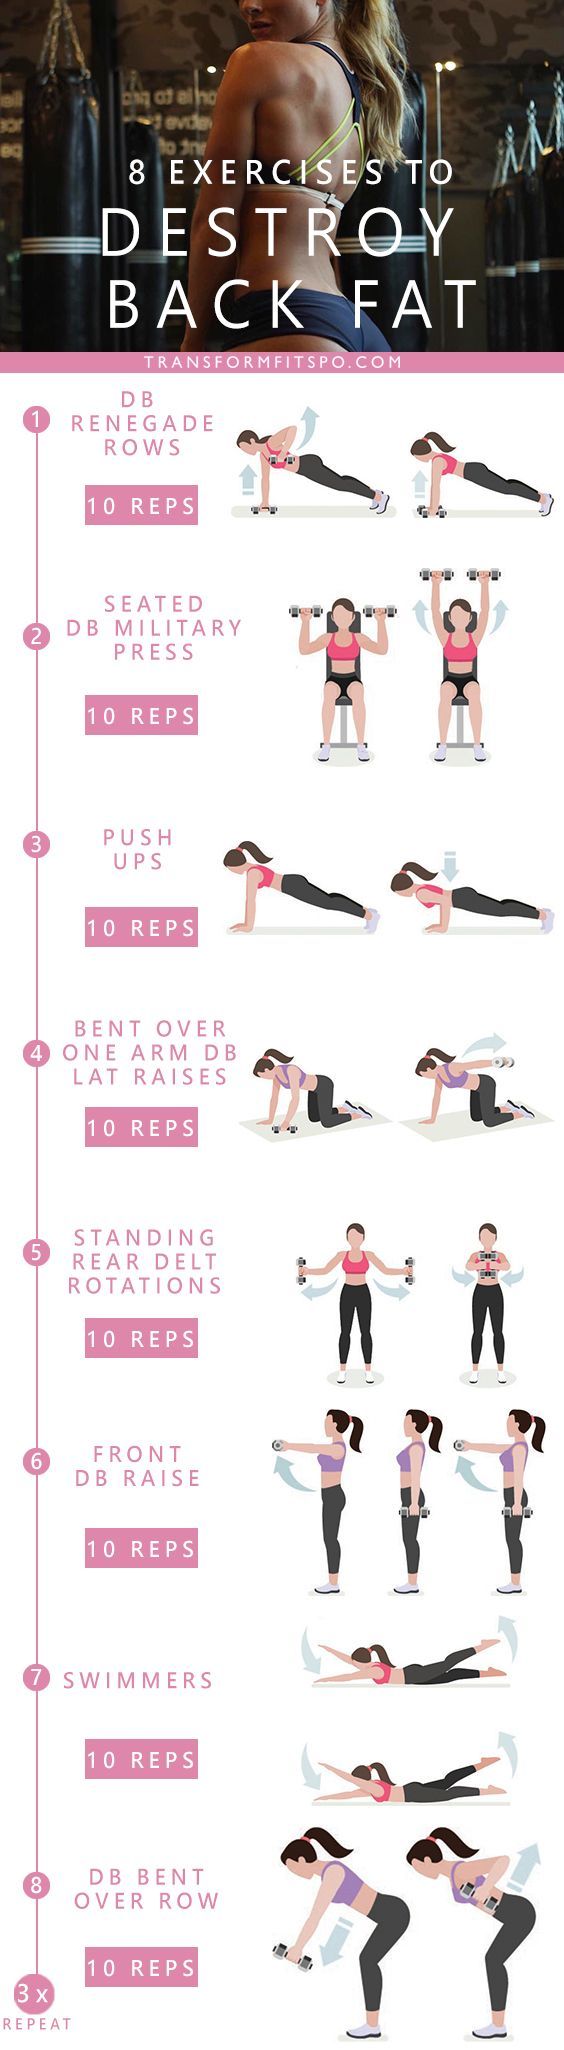 8 EXERCISES TO
DESTROY
BACK FAT
TRANSFORMFITSPO.COM
1
DB
RENEGADE
ROWS
10 REPS
2
SEATED
DB MILITARY
PRESS
10 REPS
3
PUSH
UPS
10 REPS
4
BENT OVER
ONE ARM DB
LAT RAISES
10 REPS
5
STANDING
REAR DELT
ROTATIONS
10 REPS
6
FRONT
DB RAISE
10 REPS
7
SWIMMERS
10 REPS
8
DB BENT
OVER ROW
10 REPS
3 x
REPEAT